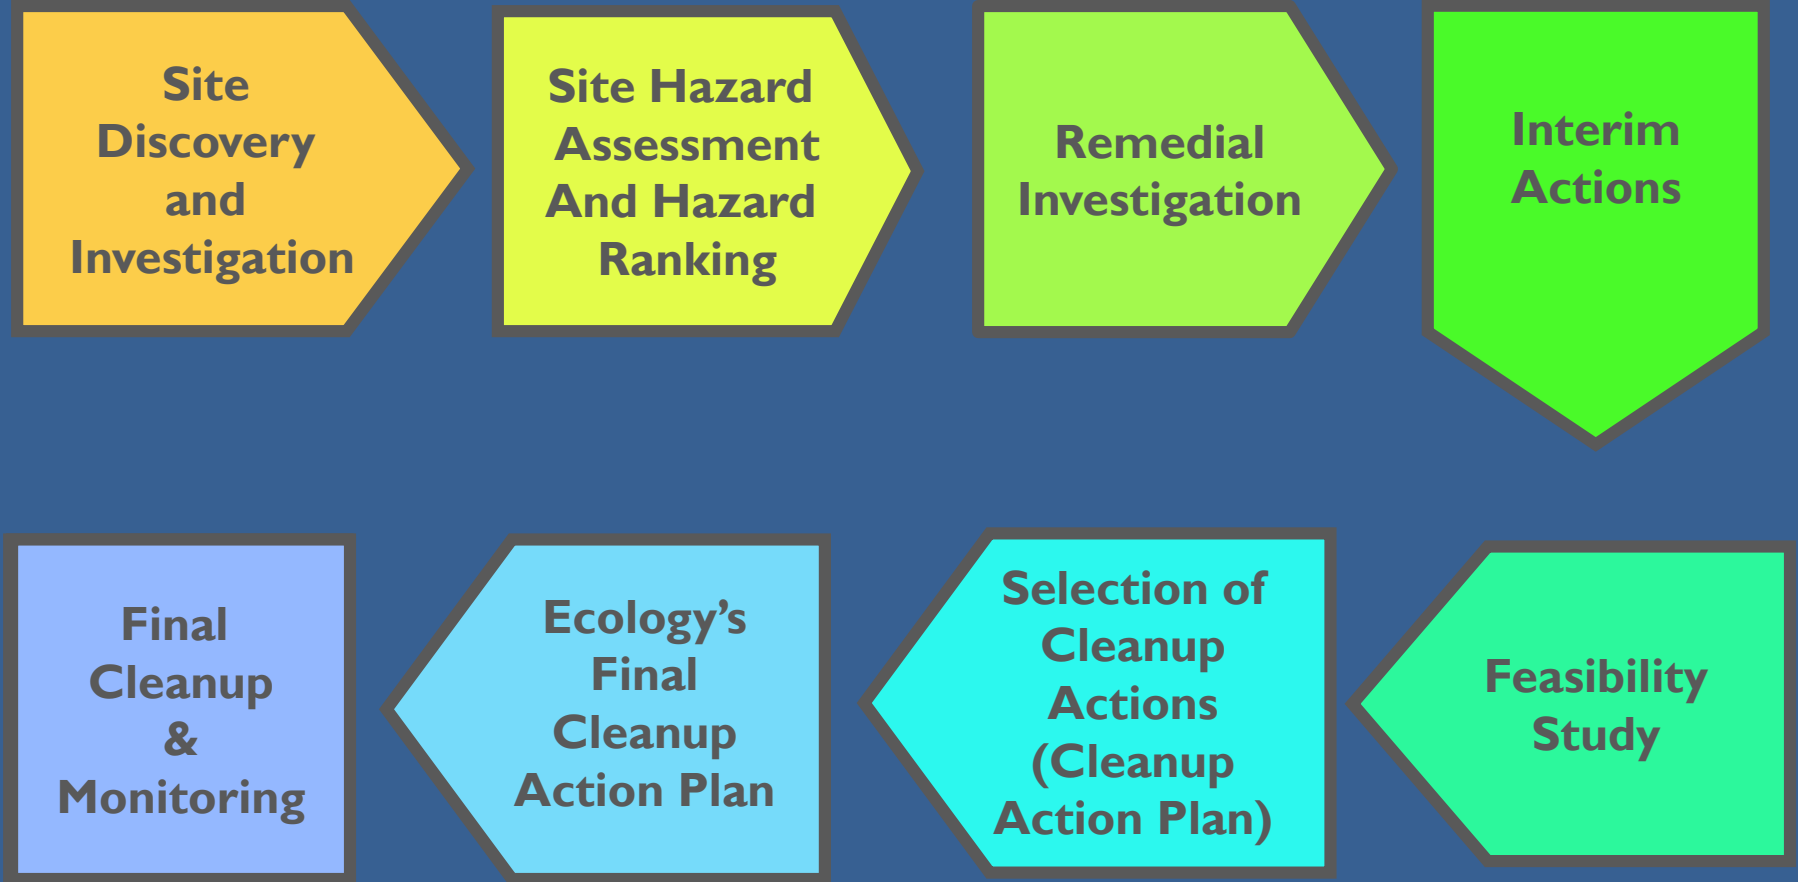 Site
Discovery
and
Investigation
Site Hazard
Assessment
And Hazard
Ranking
Remedial
Investigation
Interim
Actions
Feasibility
Study
Selection of
Cleanup
Actions
(Cleanup
Action Plan)
Ecology’s
Final
Cleanup
Action Plan
Final
Cleanup
&
Monitoring